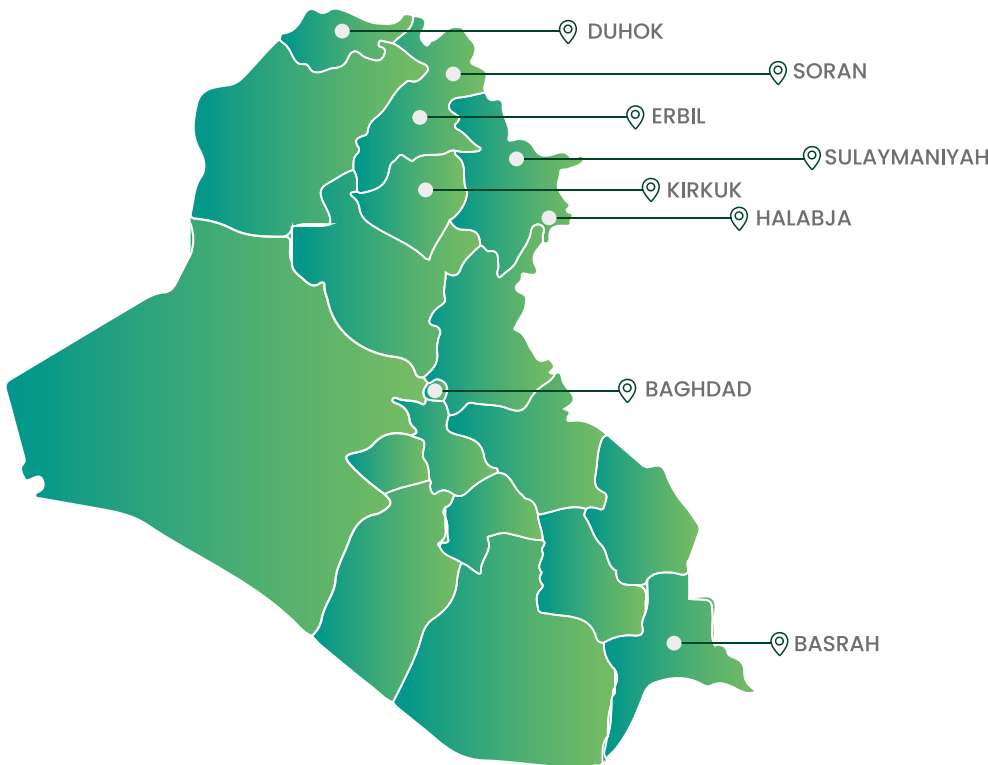 DUHOK
SORAN
ERBIL
SULAYMANIYAH
KIRKUK
HALABJA
BAGHDAD
BASRAH